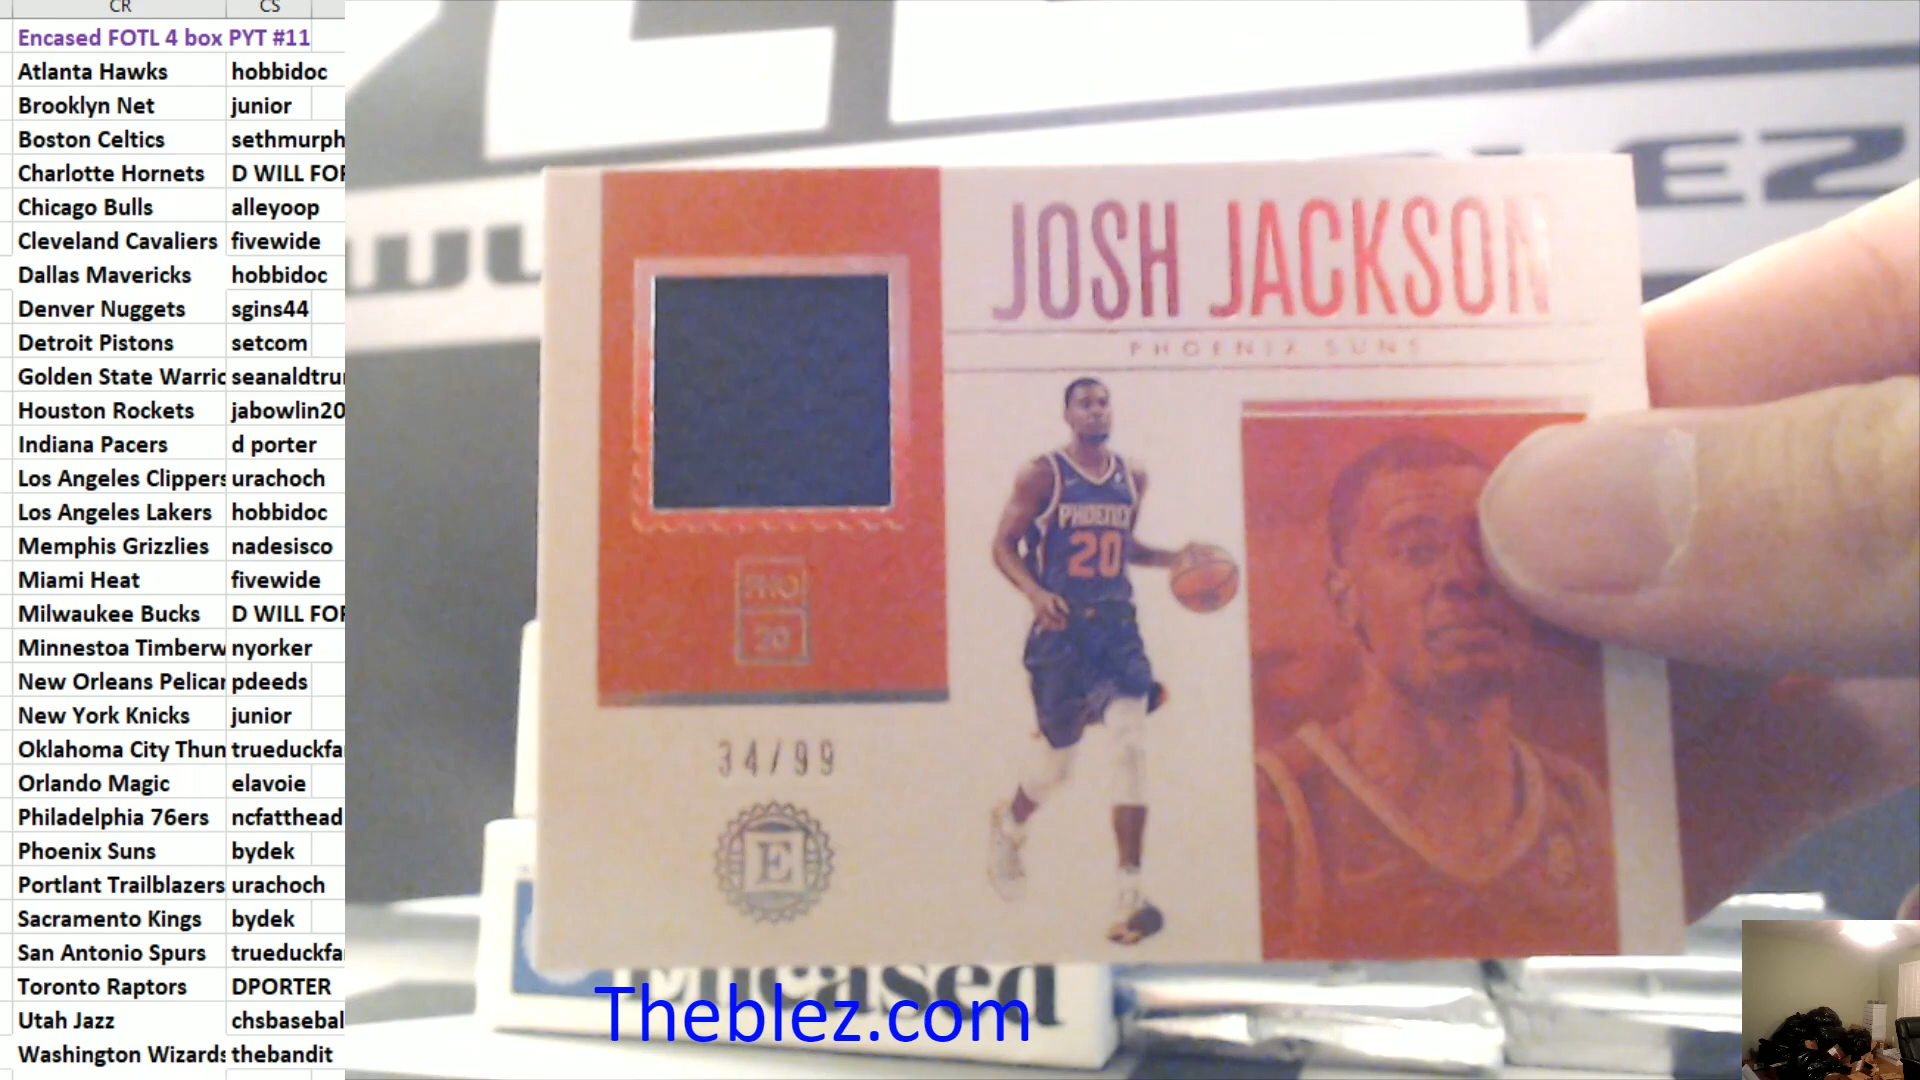 CR CS
Encased FOTL 4 box PYT #11
Atlanta Hawks hobbidoc
Brooklyn Net junior
Boston Celtics sethmurph
Charlotte Hornets D WILL FOR
Chicago Bulls alleyoop
Cleveland Cavaliers fivewide
Dallas Mavericks hobbidoc
Denver Nuggets sgins44
Detroit Pistons setcom
Golden State Warric seanaldtru
Houston Rockets jabowlin20
Indiana Pacers d porter
Los Angeles Clippers urachoch
Los Angeles Lakers hobbidoc
Memphis Grizzlies nadesisco
Miami Heat fivewide
Milwaukee Bucks D WILL FOR
Minnestoa Timberw nyorker
New Orleans Pelican pdeeds
New York Knicks junior
Oklahoma City Thun trueduckfa
Orlando Magic elavoie
Philadelphia 76ers ncfatthead
Phoenix Suns bydek
Portlant Trailblazers urachoch
Sacramento Kings bydek
San Antonio Spurs trueduckfa
Toronto Raptors DPORTER
Utah Jazz chsbasebal
Washington Wizards thebandit
JOSH JACKSON
PHOENIX SUNS
PHOENIX
20
PHO
20
34/99
E
Encased
Theblez.com